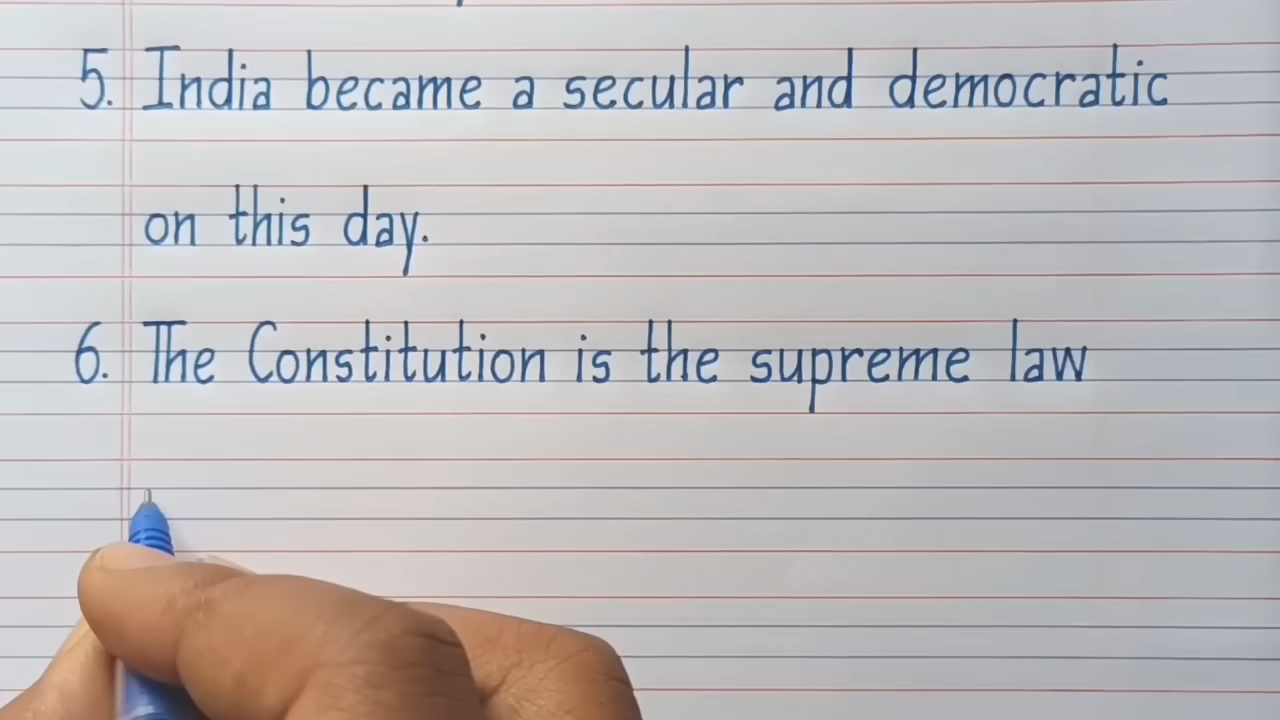 5. India became a secular and democratic
on this day.
6. The Constitution is the supreme law